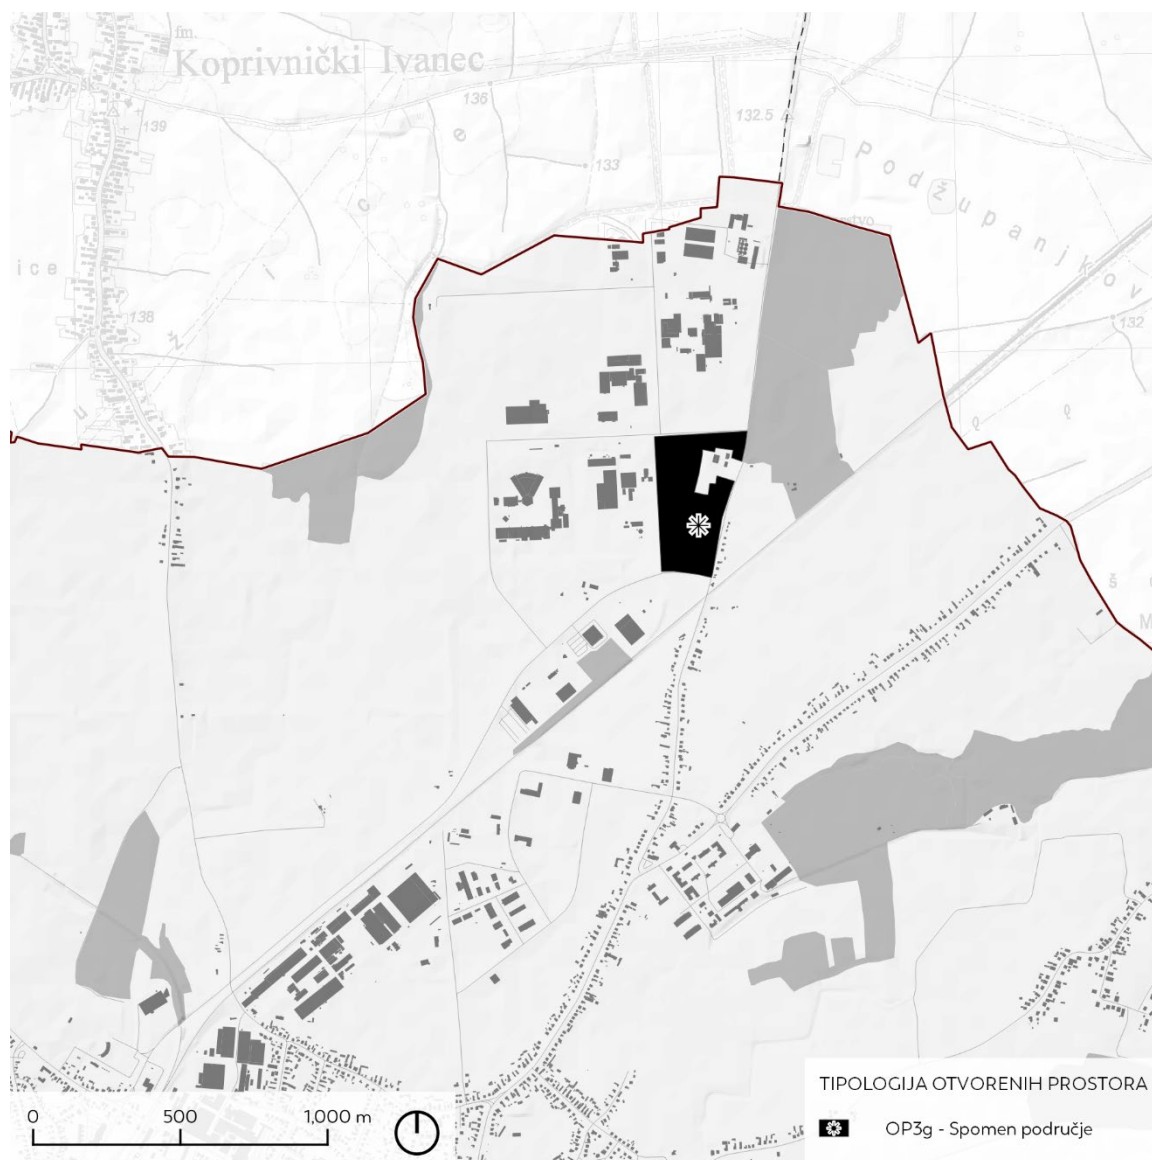 fm.
Koprivnički Ivanec
136
132.5
139
133
Podžupanjkov
138
132
0 500 1,000 m
TIPOLOGIJA OTVORENIH PROSTORA
OP3g - Spomen područje